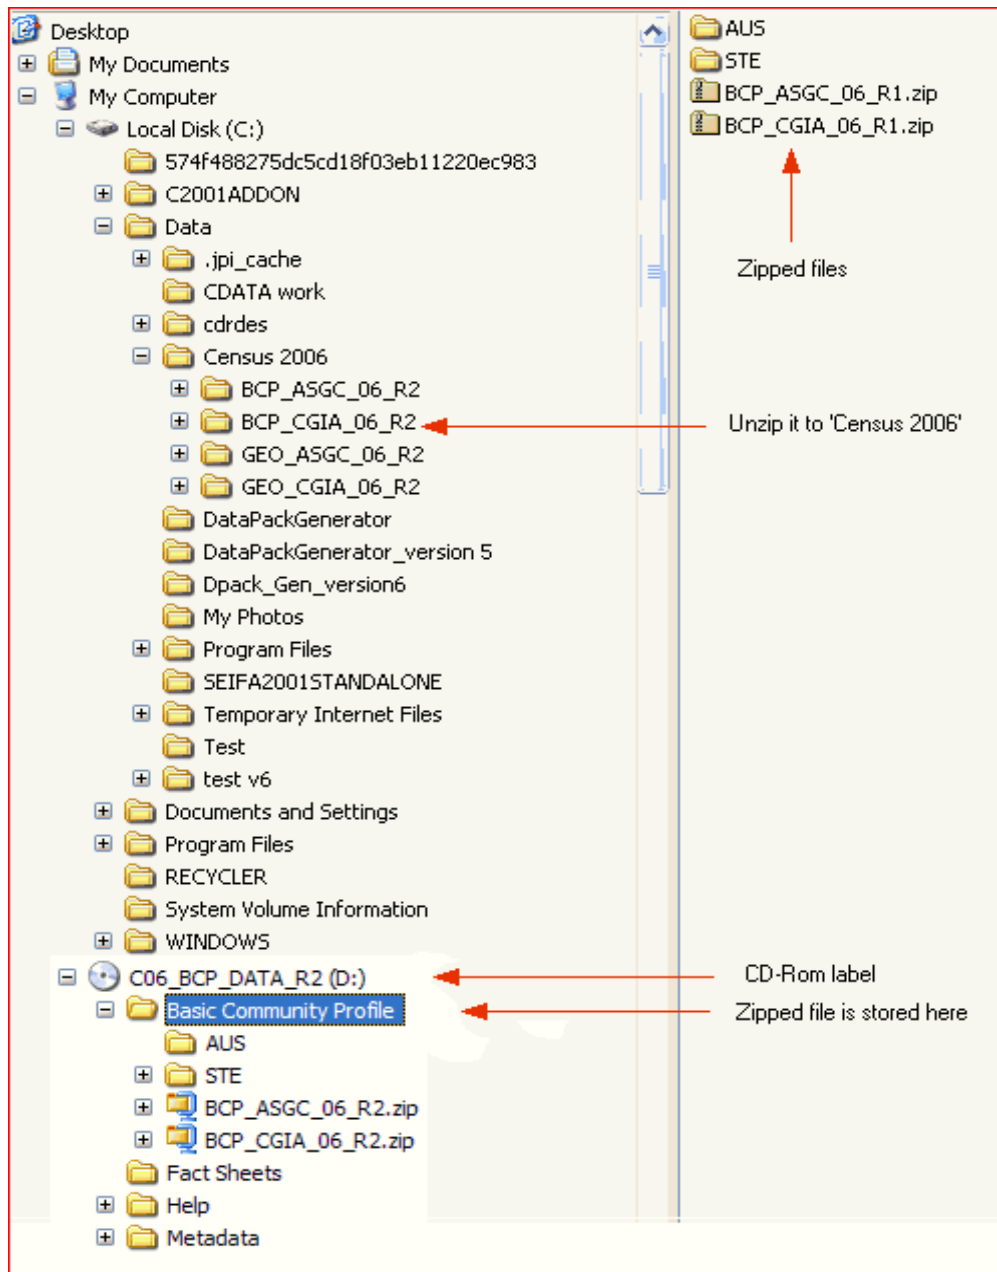 Desktop
My Documents
My Computer
Local Disk (C:)
574f488275dc5cd18f03eb11220ec983
C2001ADDON
Data
.jpi_cache
CDATA work
cdrdes
Census 2006
BCP_ASGC_06_R2
BCP_CGIA_06_R2
GEO_ASGC_06_R2
GEO_CGIA_06_R2
DataPackGenerator
DataPackGenerator_version 5
Dpack_Gen_version6
My Photos
Program Files
SEIFA2001STANDALONE
Temporary Internet Files
Test
test v6
Documents and Settings
Program Files
RECYCLER
System Volume Information
WINDOWS
C06_BCP_DATA_R2 (D:)
Basic Community Profile
AUS
STE
BCP_ASGC_06_R2.zip
BCP_CGIA_06_R2.zip
Fact Sheets
Help
Metadata
AUS
STE
BCP_ASGC_06_R1.zip
BCP_CGIA_06_R1.zip
Zipped files
Unzip it to 'Census 2006'
CD-Rom label
Zipped file is stored here